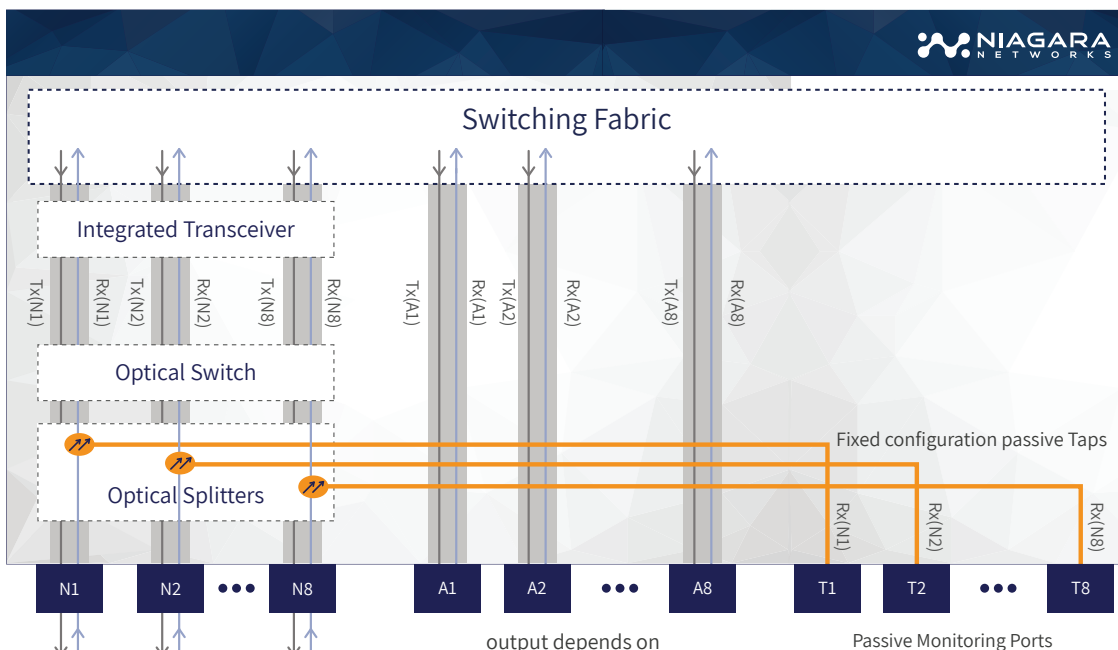 NIAGARA
NETWORKS
Switching Fabric
Integrated Transceiver
Tx(N1)
Rx(N1)
Tx(N2)
Rx(N2)
Tx(N8)
Rx(N8)
Tx(A1)
Rx(A1)
Tx(A2)
Rx(A2)
Tx(A8)
Rx(A8)
Optical Switch
Fixed configuration passive Taps
Optical Splitters
Rx(N1)
Rx(N2)
Rx(N8)
N1
N2
•••
N8
A1
A2
•••
A8
T1
T2
•••
T8
output depends on
Passive Monitoring Ports